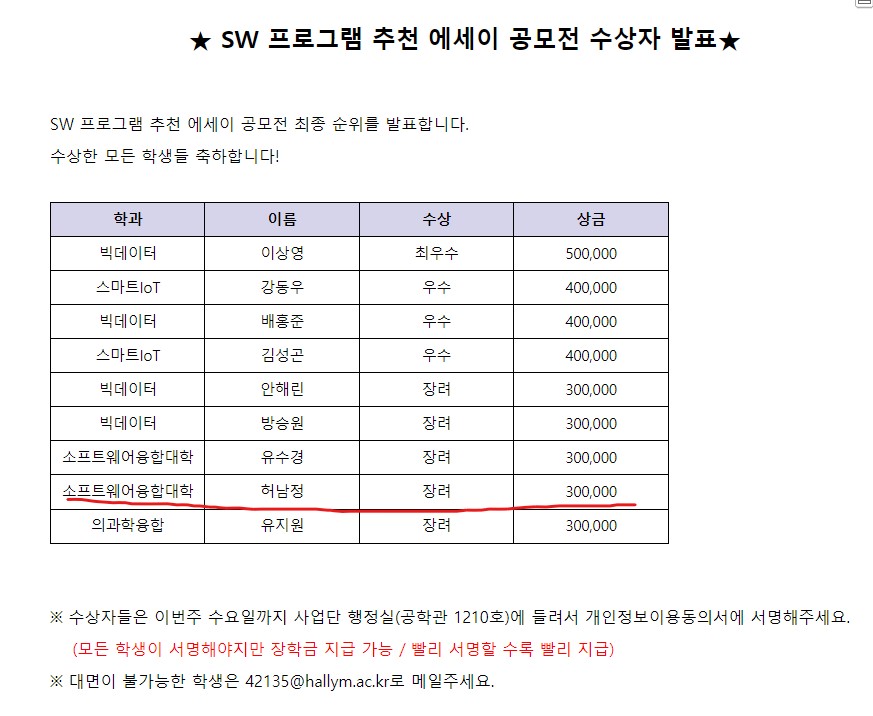 ★ SW 프로그램 추천 에세이 공모전 수상자 발표★
SW 프로그램 추천 에세이 공모전 최종 순위를 발표합니다.
수상한 모든 학생들 축하합니다!
학과 이름 수상 상금
빅데이터 이상영 최우수 500,000
스마트IoT 강동우 우수 400,000
빅데이터 배홍준 우수 400,000
스마트IoT 김성곤 우수 400,000
빅데이터 안해린 장려 300,000
빅데이터 방승원 장려 300,000
소프트웨어융합대학 유수경 장려 300,000
소프트웨어융합대학 허남정 장려 300,000
의과학융합 유지원 장려 300,000
※ 수상자들은 이번주 수요일까지 사업단 행정실(공학관 1210호)에 들려서 개인정보이용동의서에 서명해주세요.
(모든 학생이 서명해야지만 장학금 지급 가능 / 빨리 서명할 수록 빨리 지급)
※ 대면이 불가능한 학생은 42135@hallym.ac.kr로 메일주세요.